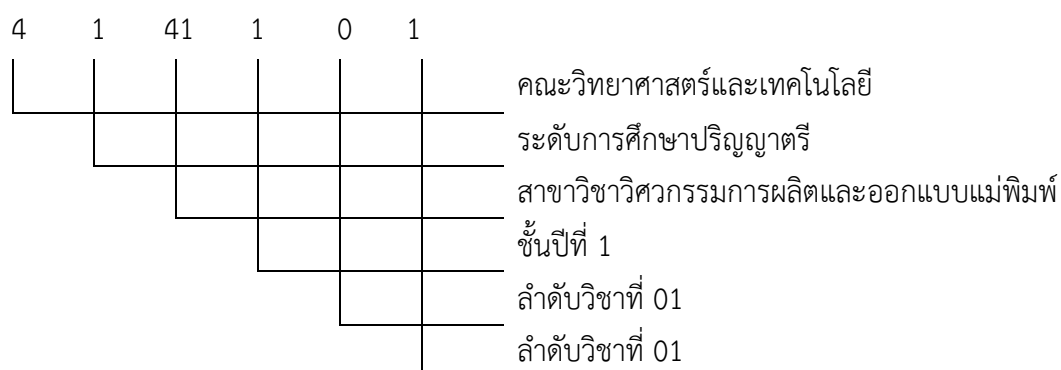 4 1 41 1 0 1
คณะวิทยาศาสตร์และเทคโนโลยี
ระดับการศึกษาปริญญาตรี
สาขาวิชาวิศวกรรมการผลิตและออกแบบแม่พิมพ์
ชั้นปีที่ 1
ลำดับวิชาที่ 01
ลำดับวิชาที่ 01